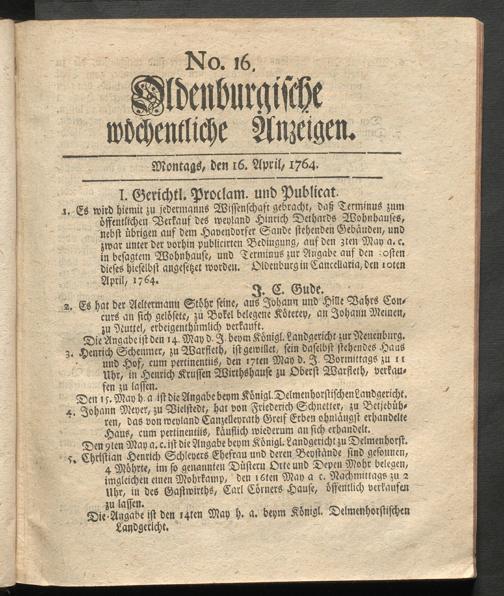 No. 16.
Oldenburgische
wöchentliche Anzeigen.
Montags, den 16. April, 1764.
I. Gerichtl. Proclam. und Publicat.
1. Es wird hiemit zu jedermanns Wissenschaft gebracht, daß Terminus zum
öffentlichen Verkauf des weyland Hinrich Dethards Wohnhauses,
nebst übrigen auf dem Havendorfer Sande stehenden Gebäuden, und
zwar unter der vorhin publicirten Bedingung, auf den 3ten May a. c.
in besagtem Wohnhause, und Terminus zur Angabe auf den 30sten
dieses hieselbst angesetzt worden. Oldenburg in Cancellaria, den 10ten
April, 1764.
J. C. Gude.
2. Es hat der Aeltermann Stöhr seine, aus Johann und Hille Vahrs Con-
curs an sich gelösete, zu Bokel belegene Köterey, an Johann Meinen,
zu Nuttel, erbeigenthümlich verkauft.
Die Angabe ist den 14. May d. J. beym Königl. Landgericht zur Neuenburg.
3. Henrich Schenmer, zu Warfleth, ist gewillet, sein daselbst stehendes Haus
und Hof, cum pertinentiis, den 17ten May d. J. Vormittags zu 11
Uhr, in Henrich Krussen Wirthshause zu Oberst Warfleth, verkau-
fen zu lassen.
Den 15. May h. a ist die Angabe beym Königl. Delmenhorstischen Landgericht.
4. Johann Meyer, zu Vielstedt, hat von Friederich Schnetter, zu Betjebüh-
ren, das von weyland Canzelleyrath Greif Erben ohnlängst erhandelte
Haus, cum pertinentiis, käuflich wiederum an sich erhandelt.
Den 9ten May a. c. ist die Angabe beym Königl. Landgericht zu Delmenhorst.
5. Christian Henrich Schleyers Ehefrau und deren Beystände sind gesonnen,
4 Möhrte, im so genannten Düstern Orte und Depen Mohr belegen,
imgleichen einen Mohrkamp, den 16ten May a c. Nachmittags zu 2
Uhr, in des Gastwirths, Carl Cörners Hause, öffentlich verkaufen
zu lassen.
Die Angabe ist den 14ten May h. a. beym Königl. Delmenhorstischen
Landgericht.